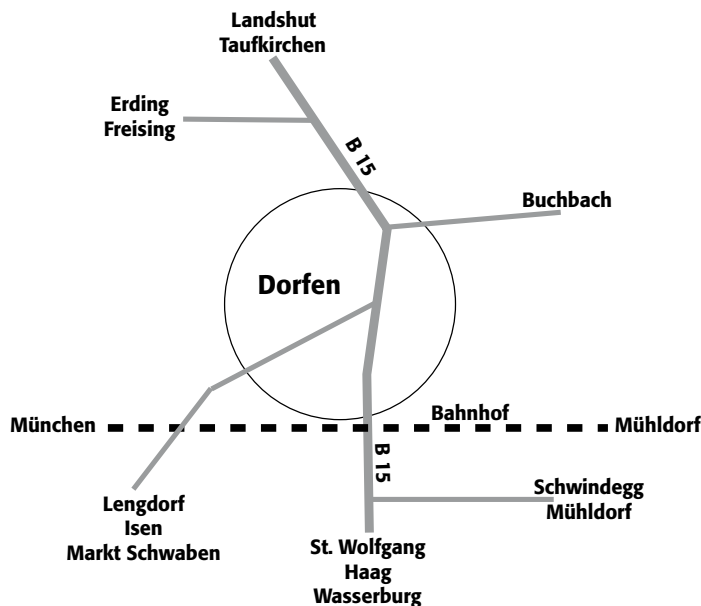 Landshut
Taufkirchen
Erding
Freising
B 15
Buchbach
Dorfen
Bahnhof
München
Mühldorf
B 15
Schwindegg
Mühldorf
Lengdorf
Isen
Markt Schwaben
St. Wolfgang
Haag
Wasserburg